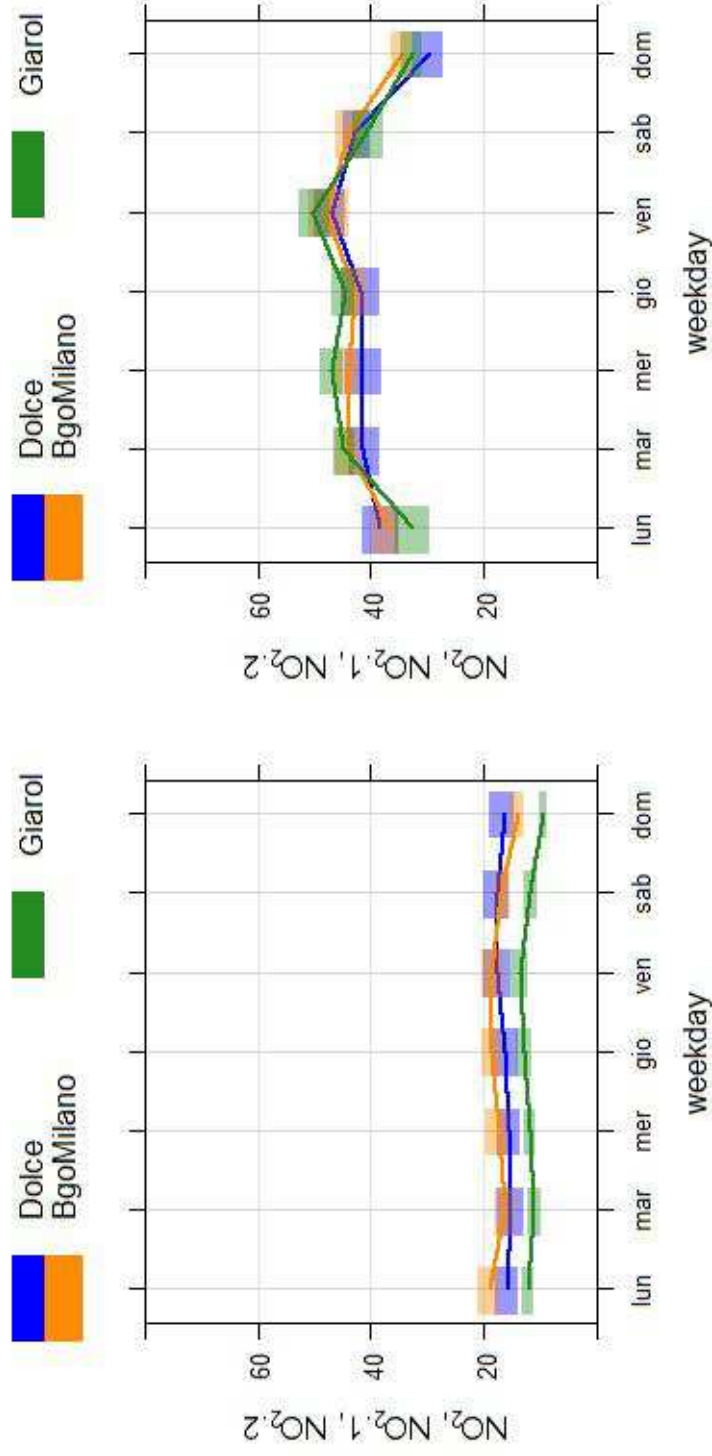 Dolce Giarol
BgoMilano
NO₂, NO₂.1, NO₂.2
60
40
20
lun mar mer gio ven sab dom
weekday
Dolce Giarol
BgoMilano
NO₂, NO₂.1, NO₂.2
60
40
20
lun mar mer gio ven sab dom
weekday